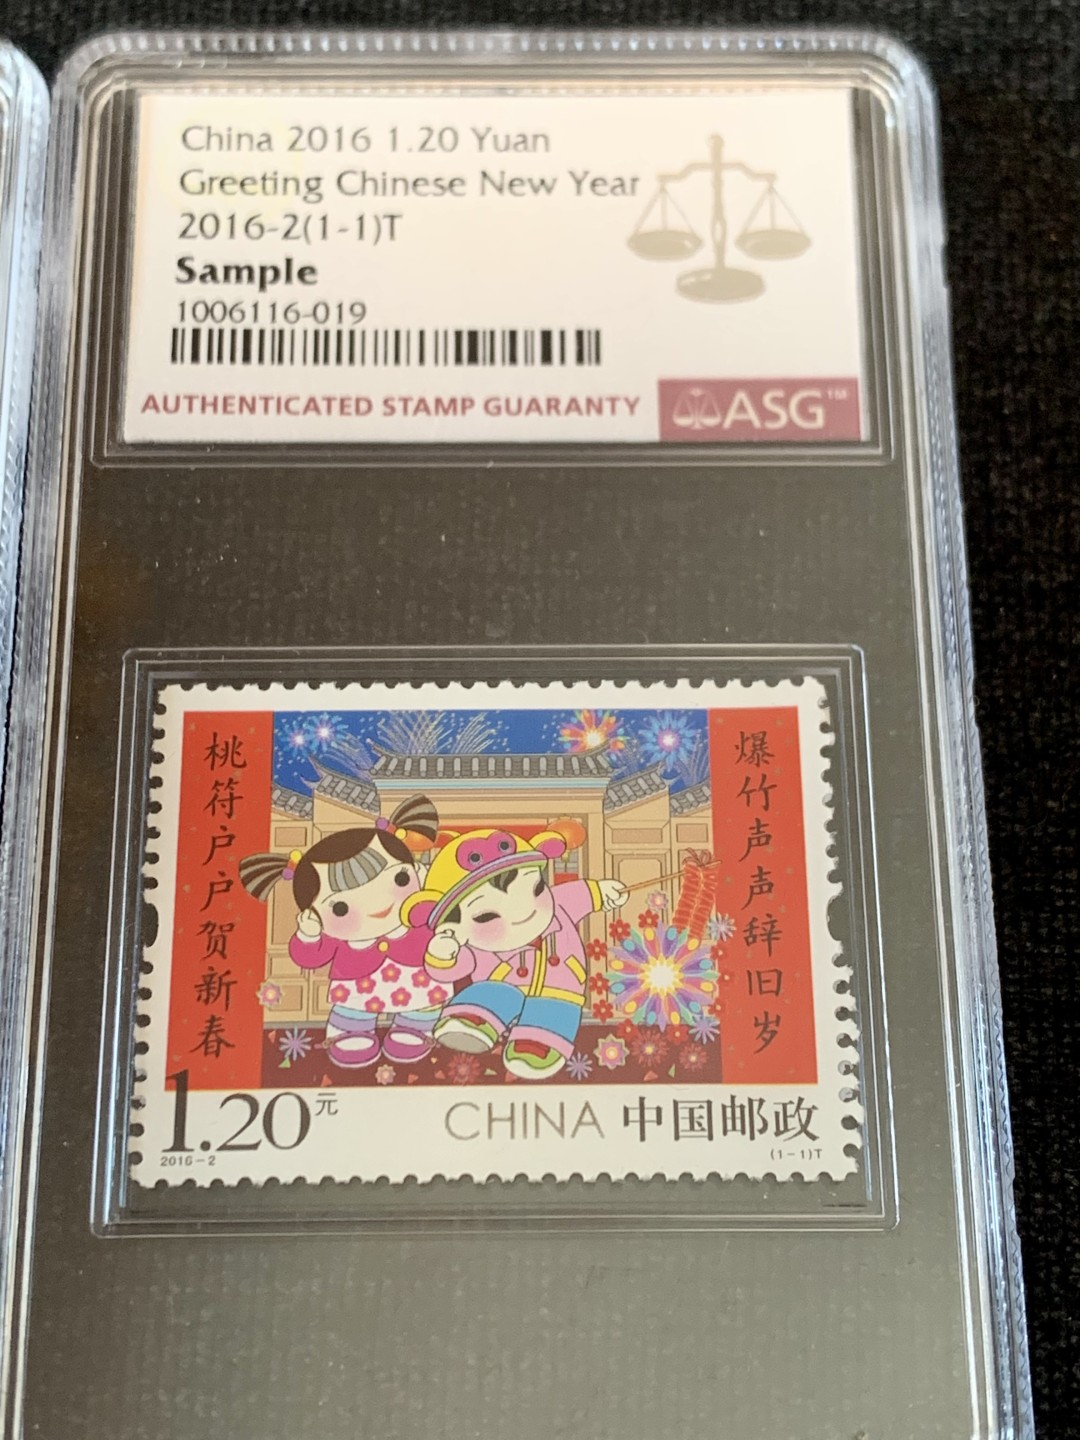 China 2016 1.20 Yuan
Greeting Chinese New Year
2016-2(1-1)T
Sample
1006116-019
AUTHENTICATED STAMP GUARANTY
ASG™
爆竹声声辞旧岁
桃符户户贺新春
1.20元
CHINA 中国邮政
2016-2
(1-1)T